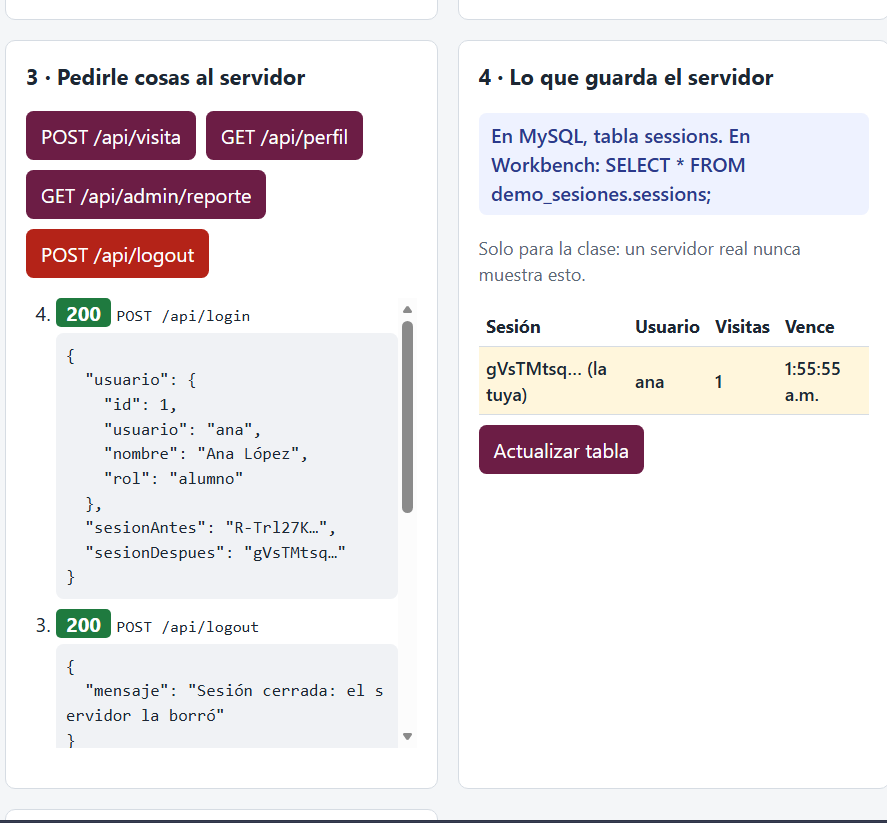 3 · Pedirle cosas al servidor
POST /api/visita
GET /api/perfil
GET /api/admin/reporte
POST /api/logout
4. 200 POST /api/login
{
  "usuario": {
    "id": 1,
    "usuario": "ana",
    "nombre": "Ana López",
    "rol": "alumno"
  },
  "sesionAntes": "R-Trl27K…",
  "sesionDespues": "gVsTMtsq…"
}
3. 200 POST /api/logout
{
  "mensaje": "Sesión cerrada: el s
ervidor la borró"
}
4 · Lo que guarda el servidor
En MySQL, tabla sessions. En
Workbench: SELECT * FROM
demo_sesiones.sessions;
Solo para la clase: un servidor real nunca
muestra esto.
Sesión Usuario Visitas Vence
gVsTMtsq... (la
tuya)
ana
1
1:55:55
a.m.
Actualizar tabla